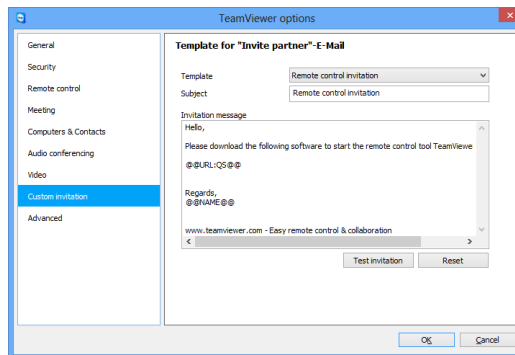 TeamViewer options
General
Security
Remote control
Meeting
Computers & Contacts
Audio conferencing
Video
Custom invitation
Advanced
Template for "Invite partner"-E-Mail
Template Remote control invitation
Subject Remote control invitation
Invitation message
Hello,
Please download the following software to start the remote control tool TeamViewe
@@URL:QS@@
Regards,
@@NAME@@
www.teamviewer.com - Easy remote control & collaboration
Test invitation Reset
OK Cancel